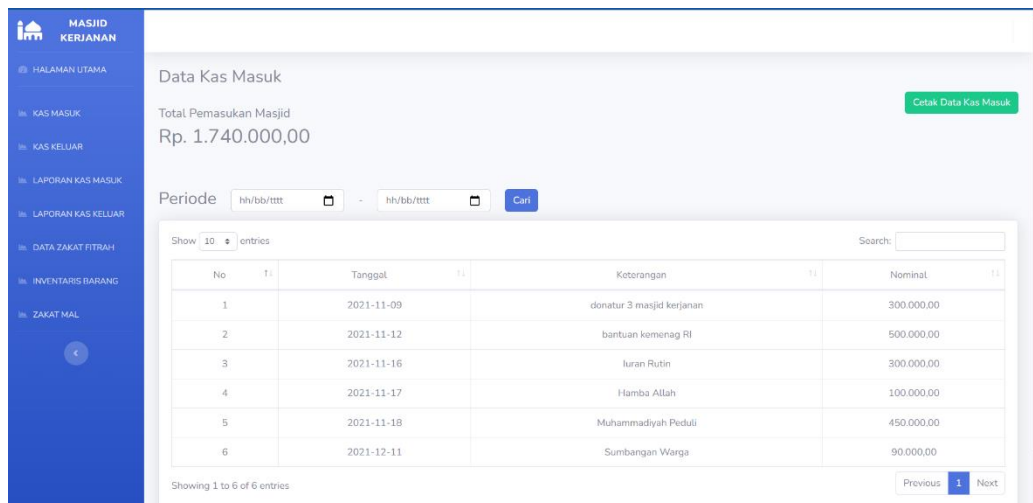 MASJID
KERJANAN
HALAMAN UTAMA
KAS MASUK
KAS KELUAR
LAPORAN KAS MASUK
LAPORAN KAS KELUAR
DATA ZAKAT FITRAH
INVENTARIS BARANG
ZAKAT MAL
Data Kas Masuk
Cetak Data Kas Masuk
Total Pemasukan Masjid
Rp. 1.740.000,00
Periode hh/bb/tttt - hh/bb/tttt Cari
Show 10 entries Search:
No Tanggal Keterangan Nominal
1 2021-11-09 donatur 3 masjid kerjanan 300.000,00
2 2021-11-12 bantuan kemenag RI 500.000,00
3 2021-11-16 Iuran Rutin 300.000,00
4 2021-11-17 Hamba Allah 100.000,00
5 2021-11-18 Muhammadiyah Peduli 450.000,00
6 2021-12-11 Sumbangan Warga 90.000,00
Showing 1 to 6 of 6 entries Previous 1 Next